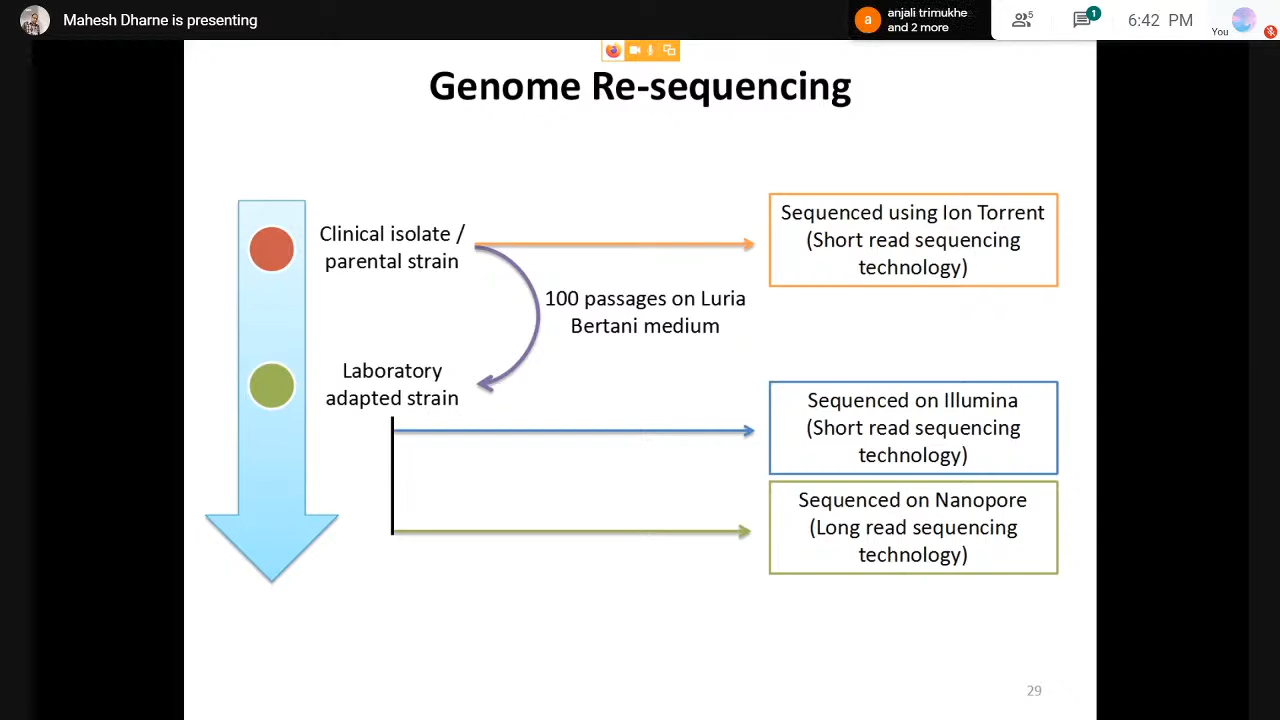 Mahesh Dharne is presenting
a
anjali trimukhe
and 2 more
5
1
6:42 PM
You
Genome Re-sequencing
Clinical isolate /
parental strain
Sequenced using Ion Torrent
(Short read sequencing
technology)
100 passages on Luria
Bertani medium
Laboratory
adapted strain
Sequenced on Illumina
(Short read sequencing
technology)
Sequenced on Nanopore
(Long read sequencing
technology)
29